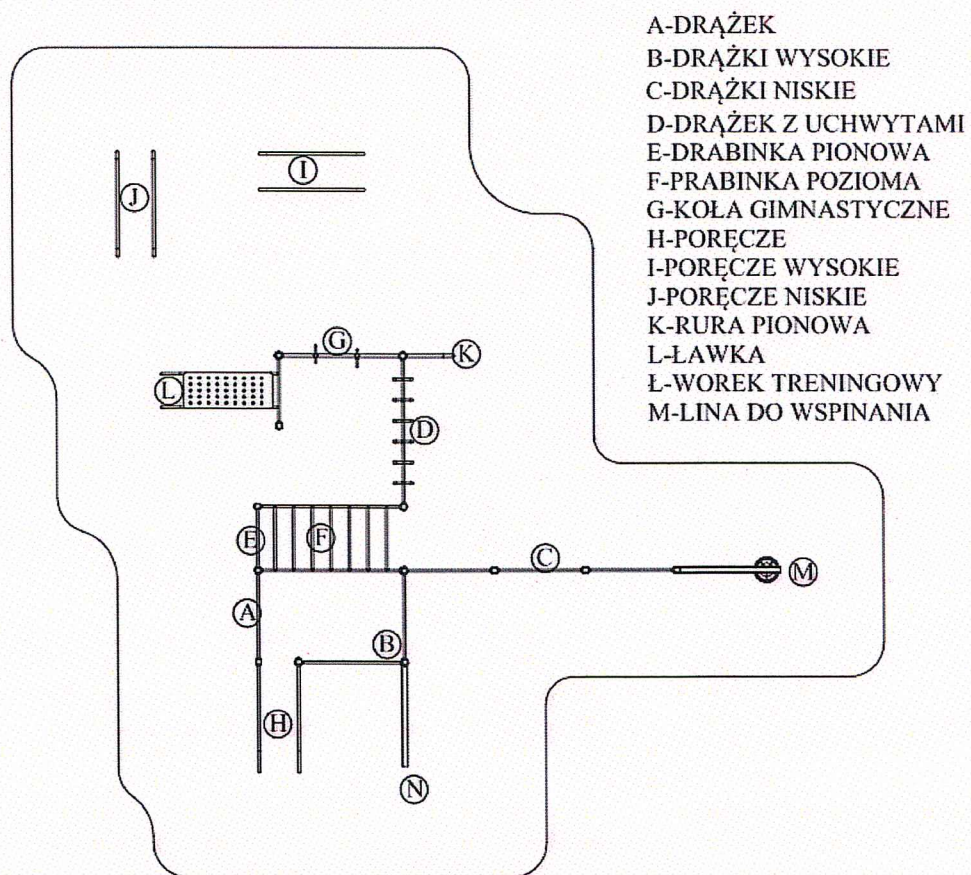 A-DRĄŻEK
B-DRĄŻKI WYSOKIE
C-DRĄŻKI NISKIE
D-DRĄŻEK Z UCHWYTAMI
E-DRABINKA PIONOWA
F-PRABINKA POZIOMA
G-KOŁA GIMNASTYCZNE
H-PORĘCZE
I-PORĘCZE WYSOKIE
J-PORĘCZE NISKIE
K-RURA PIONOWA
L-ŁAWKA
Ł-WOREK TRENINGOWY
M-LINA DO WSPINANIA
I
J
G
K
L
D
E
F
C
M
A
B
H
N